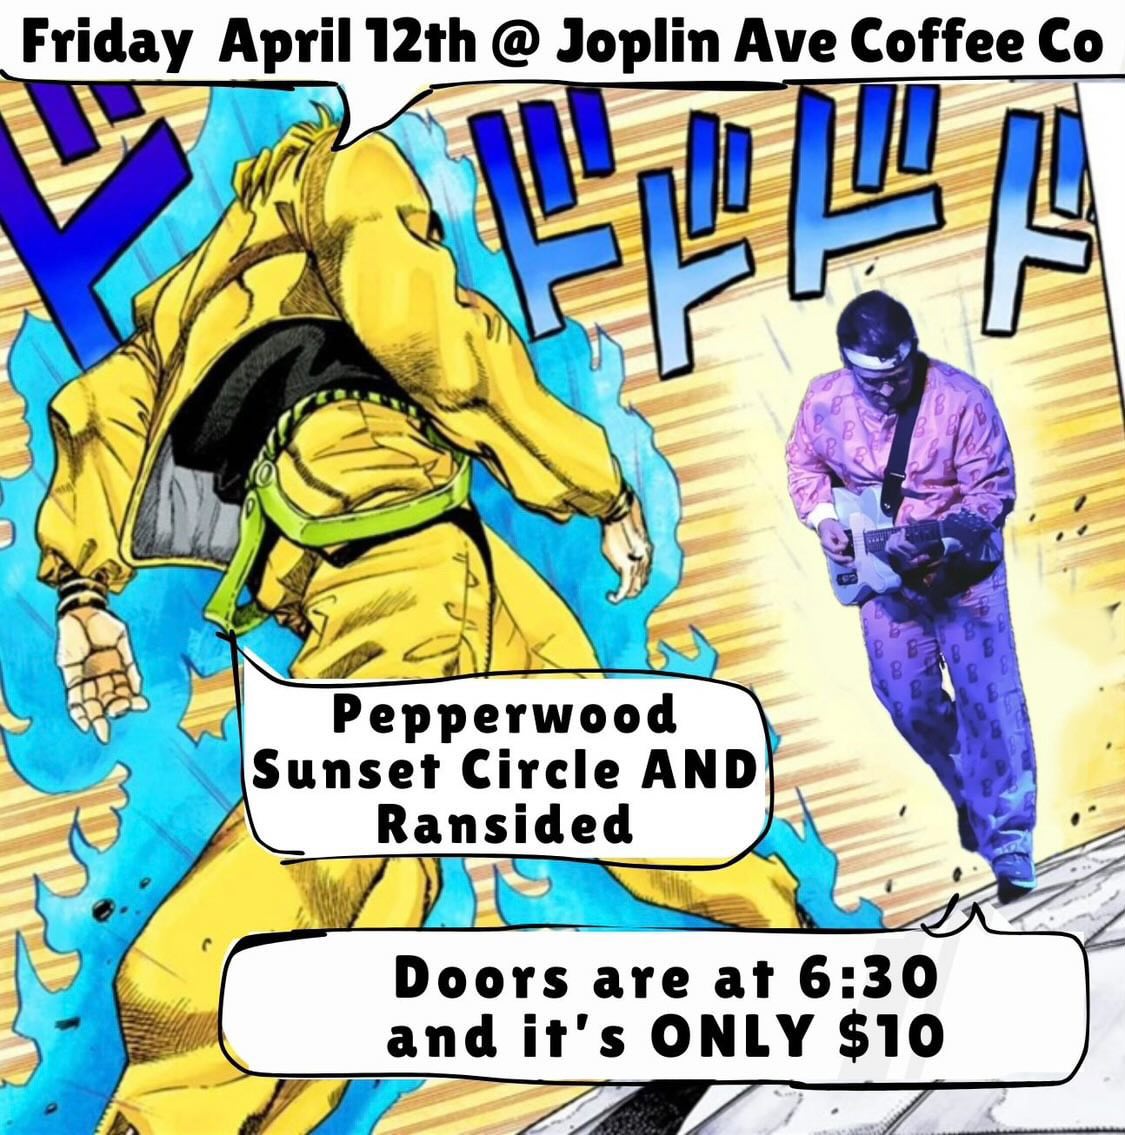 Friday April 12th @ Joplin Ave Coffee Co
ド ド ド ド ド
Pepperwood
Sunset Circle AND
Ransided
Doors are at 6:30
and it's ONLY $10